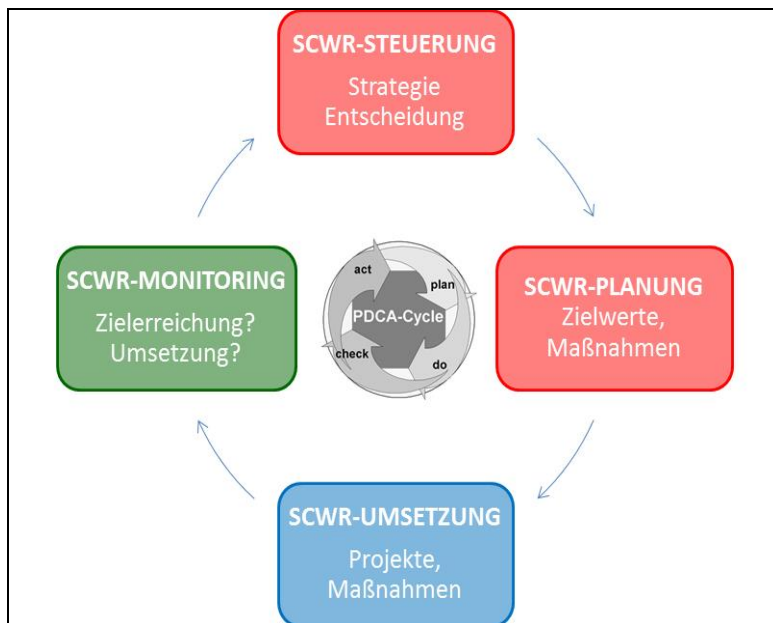 SCWR-STEUERUNG
Strategie
Entscheidung
SCWR-MONITORING
Zielerreichung?
Umsetzung?
act
plan
PDCA-Cycle
check
do
SCWR-PLANUNG
Zielwerte,
Maßnahmen
SCWR-UMSETZUNG
Projekte,
Maßnahmen